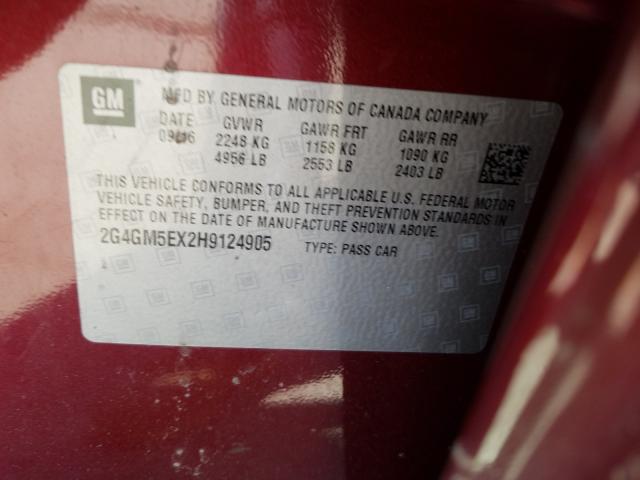 GM
MFD BY GENERAL MOTORS OF CANADA COMPANY
DATE GVWR GAWR FRT GAWR RR
09/16 2248 KG 1158 KG 1090 KG
4956 LB 2553 LB 2403 LB
THIS VEHICLE CONFORMS TO ALL APPLICABLE U.S. FEDERAL MOTOR
VEHICLE SAFETY, BUMPER, AND THEFT PREVENTION STANDARDS IN
EFFECT ON THE DATE OF MANUFACTURE SHOWN ABOVE.
2G4GM5EX2H9124905 TYPE: PASS CAR